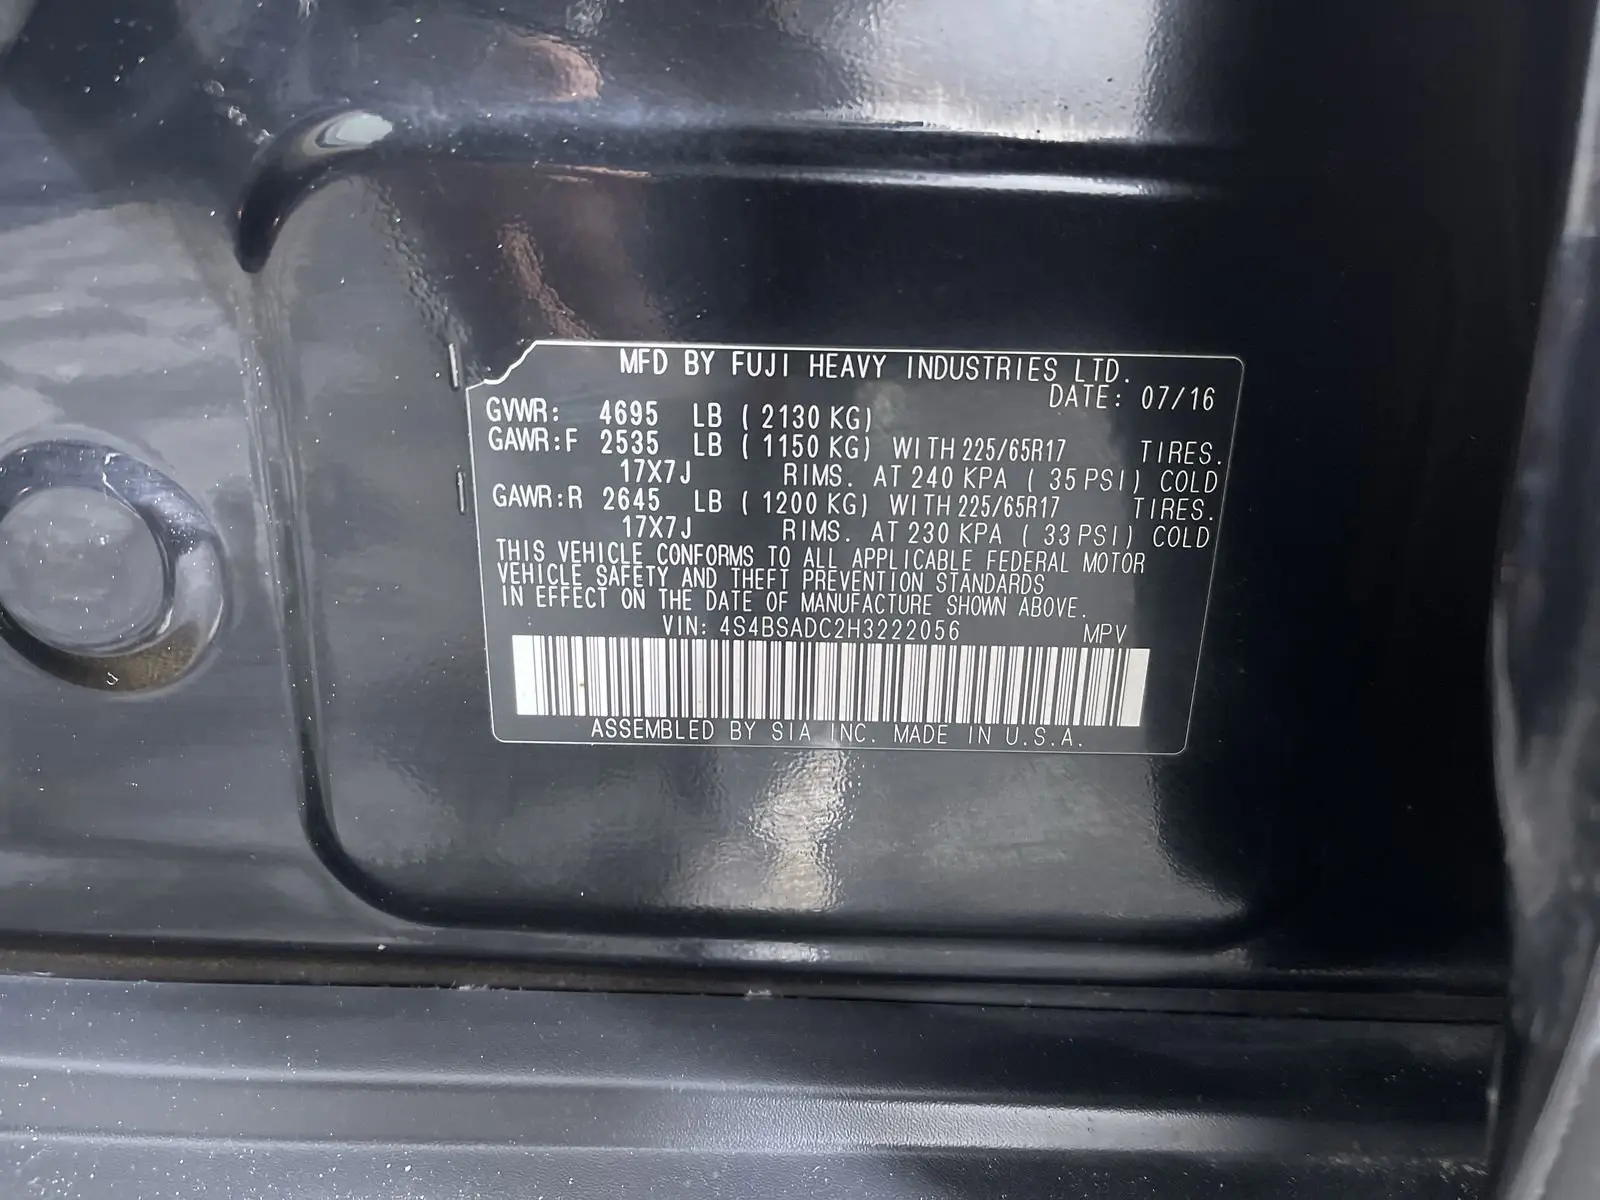 MFD BY FUJI HEAVY INDUSTRIES LTD.
DATE: 07/16
GVWR: 4695 LB ( 2130 KG)
GAWR:F 2535 LB ( 1150 KG) WITH 225/65R17 TIRES.
17X7J RIMS. AT 240 KPA ( 35 PSI) COLD
GAWR:R 2645 LB ( 1200 KG) WITH 225/65R17 TIRES.
17X7J RIMS. AT 230 KPA ( 33 PSI) COLD
THIS VEHICLE CONFORMS TO ALL APPLICABLE FEDERAL MOTOR
VEHICLE SAFETY AND THEFT PREVENTION STANDARDS
IN EFFECT ON THE DATE OF MANUFACTURE SHOWN ABOVE.
VIN: 4S4BSADC2H3222056 MPV
ASSEMBLED BY SIA INC. MADE IN U.S.A.